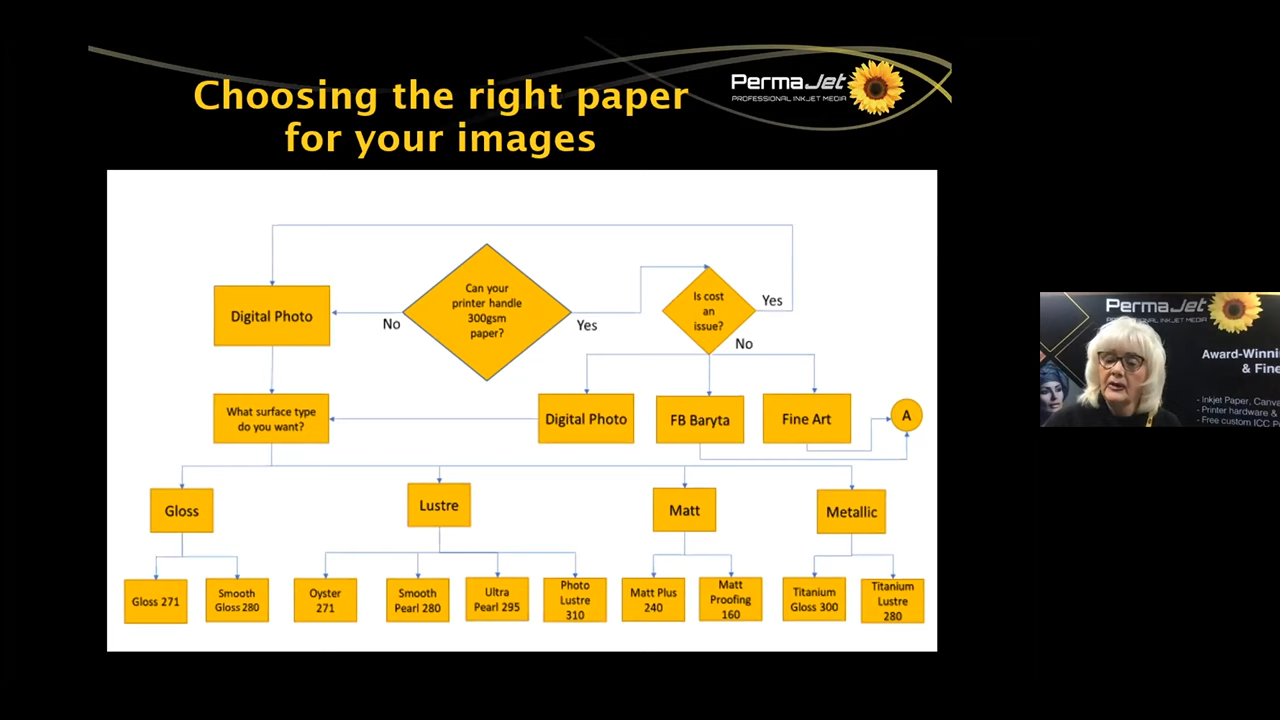 Choosing the right paper
for your images
PERMAJET
PROFESSIONAL INKJET MEDIA
Can your
printer handle
300gsm
paper?
No
Yes
Is cost
an
issue?
Yes
No
Digital Photo
What surface type
do you want?
Digital Photo
FB Baryta
Fine Art
A
Gloss
Lustre
Matt
Metallic
Gloss 271
Smooth
Gloss 280
Oyster
271
Smooth
Pearl 280
Ultra
Pearl 295
Photo
Lustre
310
Matt Plus
240
Matt
Proofing
160
Titanium
Gloss 300
Titanium
Lustre
280
PERMAJET
INKJET MEDIA
Award-Winni
& Fine
- Inkjet Paper, Canva
- Printer hardware &
- Free custom ICC P